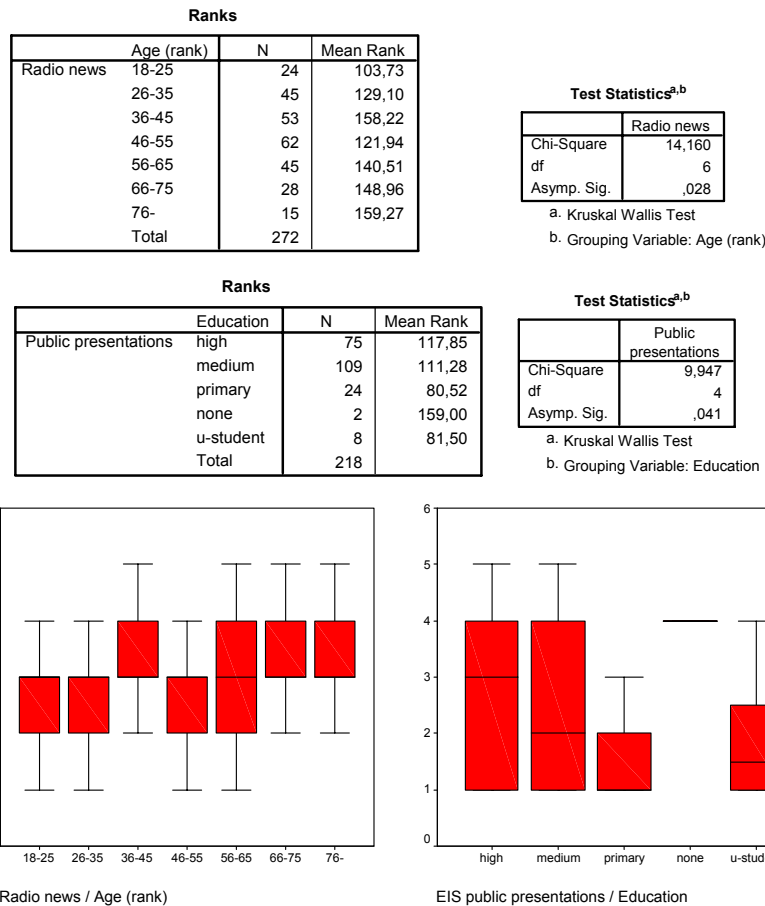 Ranks
Age (rank) N Mean Rank
Radio news 18-25 24 103,73
26-35 45 129,10
36-45 53 158,22
46-55 62 121,94
56-65 45 140,51
66-75 28 148,96
76- 15 159,27
Total 272
Test Statistics a,b
Radio news
Chi-Square 14,160
df 6
Asymp. Sig. ,028
a. Kruskal Wallis Test
b. Grouping Variable: Age (rank)
Ranks
Education N Mean Rank
Public presentations high 75 117,85
medium 109 111,28
primary 24 80,52
none 2 159,00
u-student 8 81,50
Total 218
Test Statistics a,b
Public
presentations
Chi-Square 9,947
df 4
Asymp. Sig. ,041
a. Kruskal Wallis Test
b. Grouping Variable: Education
18-25 26-35 36-45 46-55 56-65 66-75 76-
Radio news / Age (rank)
6
5
4
3
2
1
0
high medium primary none u-stud
EIS public presentations / Education